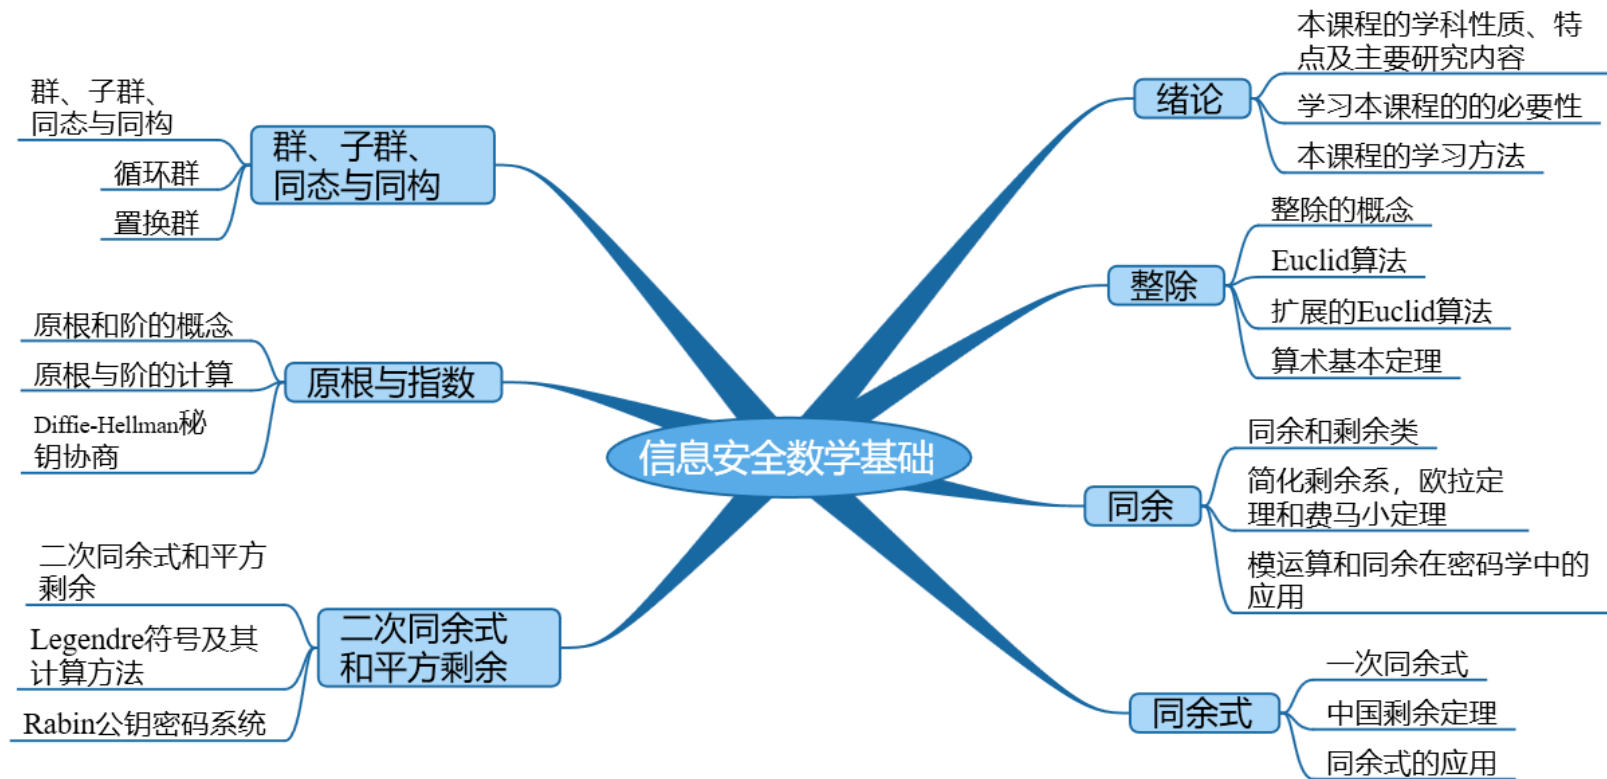 信息安全数学基础
绪论
本课程的学科性质、特
点及主要研究内容
学习本课程的的必要性
本课程的学习方法
整除
整除的概念
Euclid算法
扩展的Euclid算法
算术基本定理
同余
同余和剩余类
简化剩余系，欧拉定
理和费马小定理
模运算和同余在密码学中的
应用
同余式
一次同余式
中国剩余定理
同余式的应用
群、子群、
同态与同构
群、子群、
同态与同构
循环群
置换群
原根与指数
原根和阶的概念
原根与阶的计算
Diffie-Hellman秘
钥协商
二次同余式
和平方剩余
二次同余式和平方
剩余
Legendre符号及其
计算方法
Rabin公钥密码系统